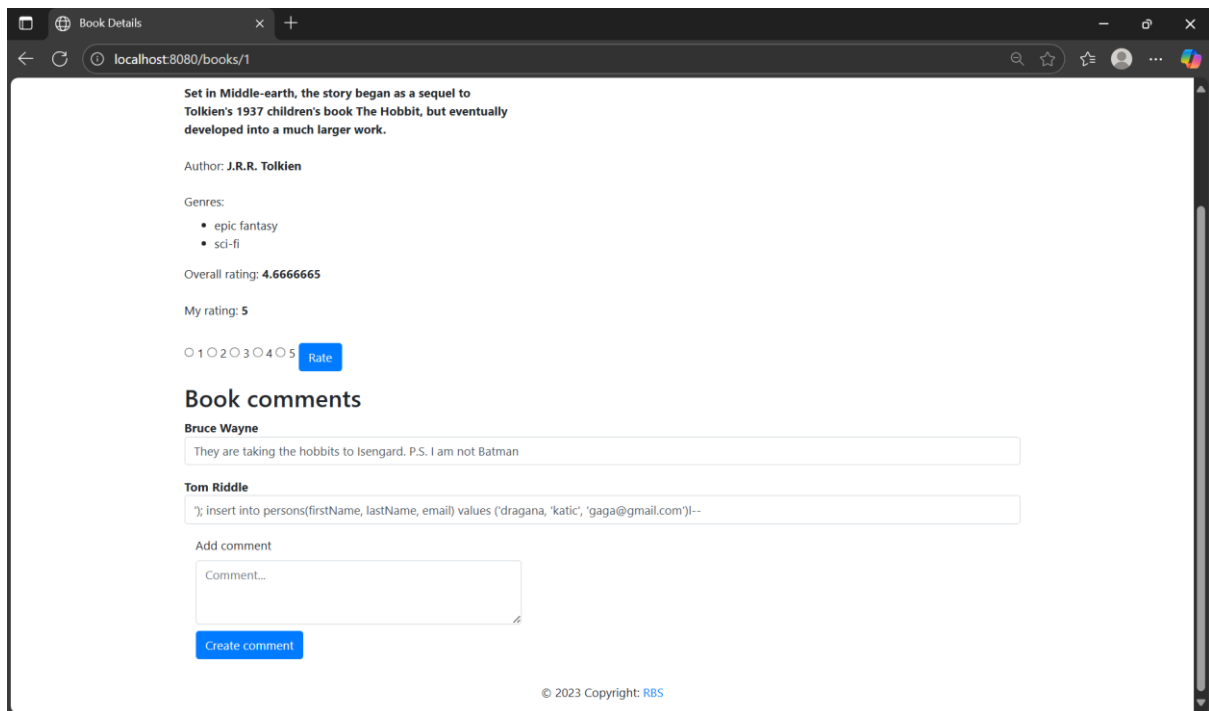 Book Details
localhost:8080/books/1
Set in Middle-earth, the story began as a sequel to
Tolkien's 1937 children's book The Hobbit, but eventually
developed into a much larger work.
Author: J.R.R. Tolkien
Genres:
• epic fantasy
• sci-fi
Overall rating: 4.6666665
My rating: 5
1 2 3 4 5 Rate
Book comments
Bruce Wayne
They are taking the hobbits to Isengard. P.S. I am not Batman
Tom Riddle
'); insert into persons(firstName, lastName, email) values ('dragana, 'katic', 'gaga@gmail.com')l--
Add comment
Comment...
Create comment
© 2023 Copyright: RBS